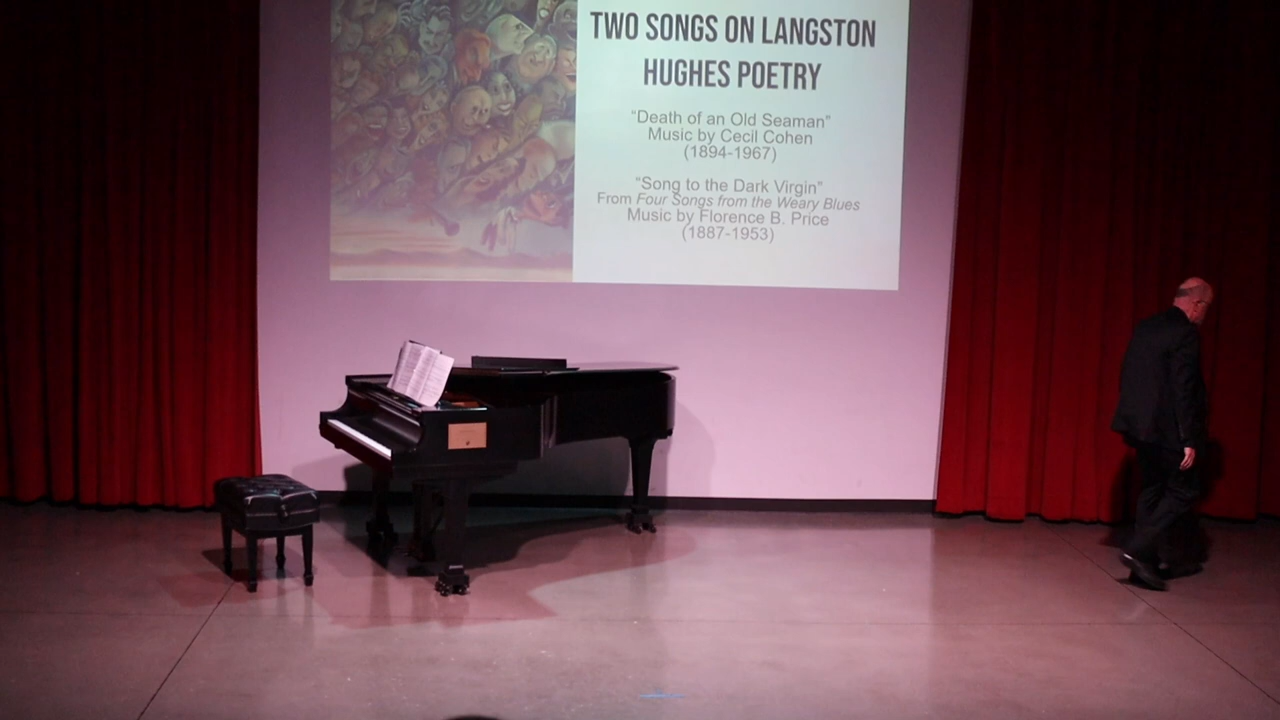 TWO SONGS ON LANGSTON
HUGHES POETRY
“Death of an Old Seaman”
Music by Cecil Cohen
(1894-1967)
“Song to the Dark Virgin”
From Four Songs from the Weary Blues
Music by Florence B. Price
(1887-1953)